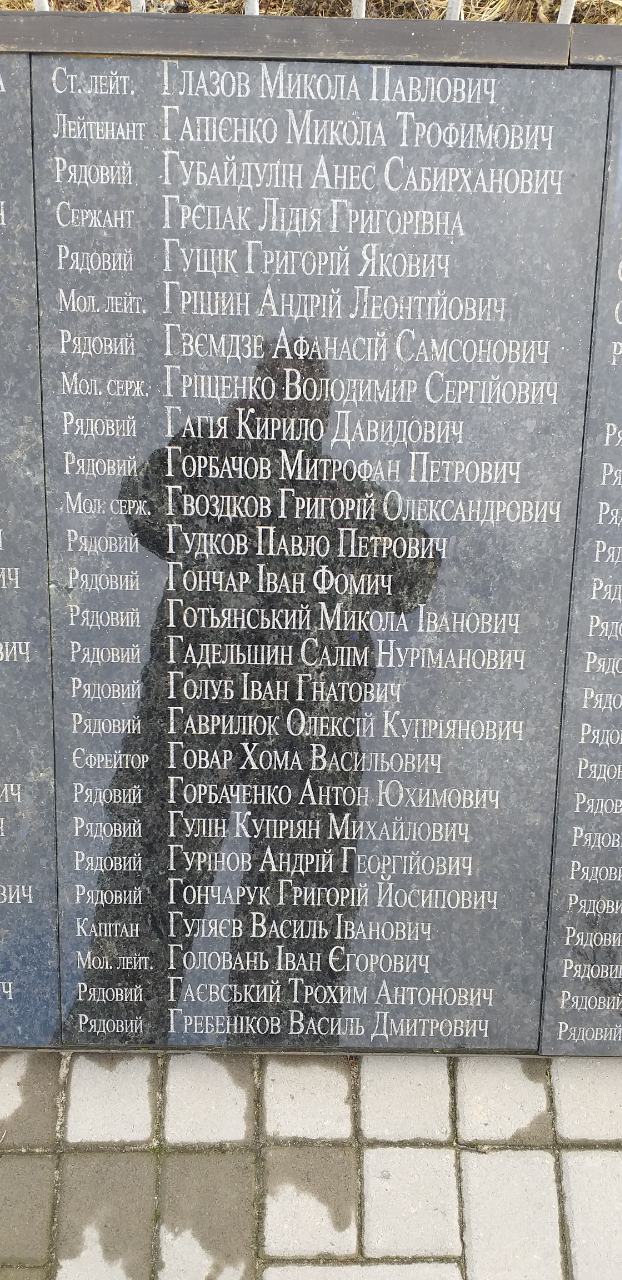 Ст. лейт. Глазов Микола Павлович
Лейтенант Гапієнко Микола Трофимович
Рядовий Губайдулін Анес Сабирханович
Сержант Грєпак Лідія Григорівна
Рядовий Гущік Григорій Якович
Мол. лейт. Грішин Андрій Леонтійович
Рядовий Гвємдзе Афанасій Самсонович
Мол. серж. Гріщенко Володимир Сергійович
Рядовий Гагія Кирило Давидович
Рядовий Горбачов Митрофан Петрович
Мол. серж. Гвоздков Григорій Олександрович
Рядовий Гудков Павло Петрович
Рядовий Гончар Іван Фомич
Рядовий Готьянський Микола Іванович
Рядовий Гадельшин Салім Нуріманович
Рядовий Голуб Іван Гнатович
Рядовий Гаврилюк Олексій Купріянович
Єфрейтор Говар Хома Васильович
Рядовий Горбаченко Антон Юхимович
Рядовий Гулін Купріян Михайлович
Рядовий Гурінов Андрій Георгійович
Рядовий Гончарук Григорій Йосипович
Капітан Гуляєв Василь Іванович
Мол. лейт. Головань Іван Єгорович
Рядовий Гаєвський Трохим Антонович
Рядовий Гребеніков Василь Дмитрович